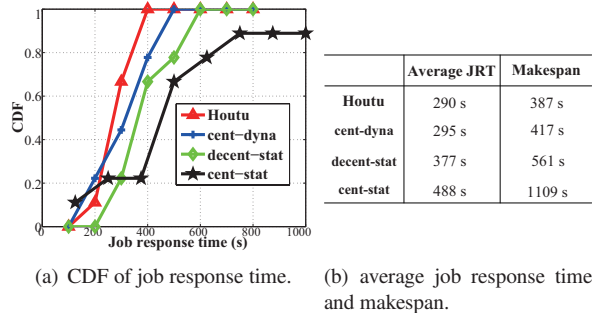 1
0.8
0.6
0.4
0.2
0
CDF
0 200 400 600 800 1000
Job response time (s)
Houtu
cent−dyna
decent−stat
cent−stat
(a) CDF of job response time.
Average JRT Makespan
Houtu 290 s 387 s
cent-dyna 295 s 417 s
decent-stat 377 s 561 s
cent-stat 488 s 1109 s
(b) average job response time
and makespan.